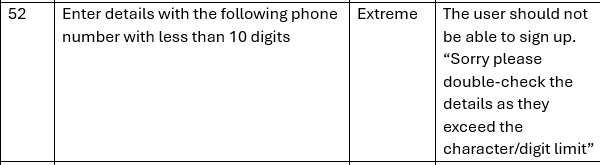 52
Enter details with the following phone
number with less than 10 digits
Extreme
The user should not
be able to sign up.
“Sorry please
double-check the
details as they
exceed the
character/digit limit”